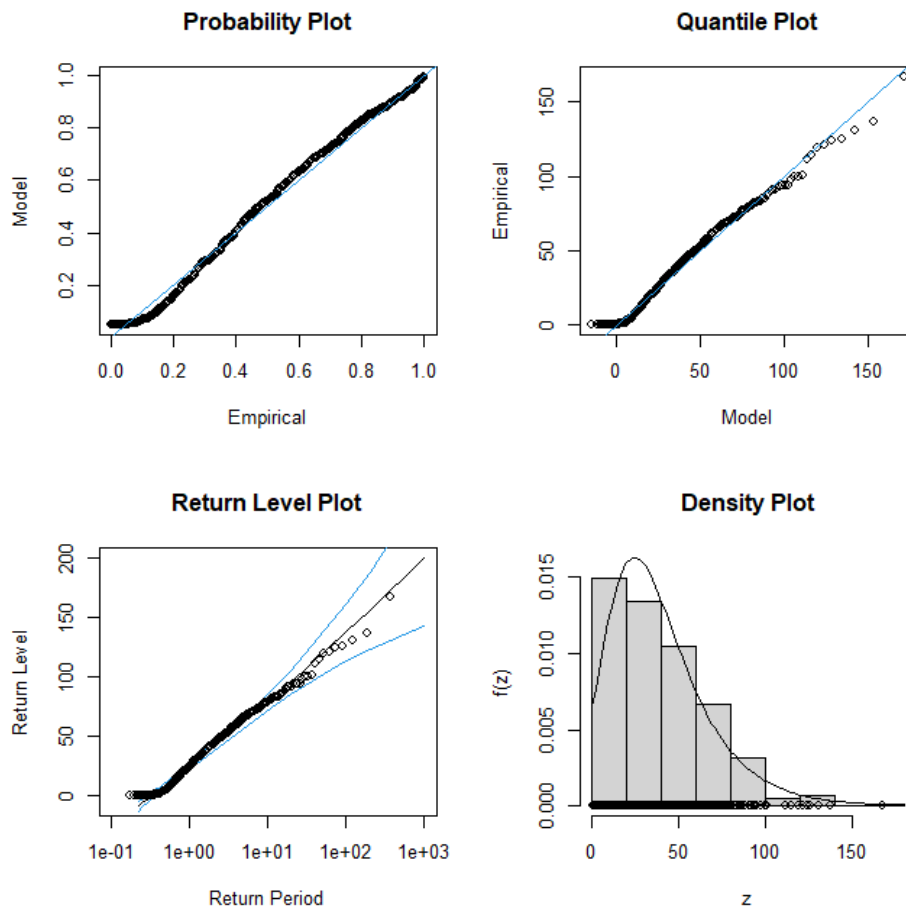 Probability Plot
Model
0.2 0.4 0.6 0.8 1.0
0.0 0.2 0.4 0.6 0.8 1.0
Empirical
Quantile Plot
Empirical
0 50 100 150
0 50 100 150
Model
Return Level Plot
Return Level
0 50 100 150 200
1e-01 1e+00 1e+01 1e+02 1e+03
Return Period
Density Plot
f(z)
0.000 0.005 0.010 0.015
0 50 100 150
z